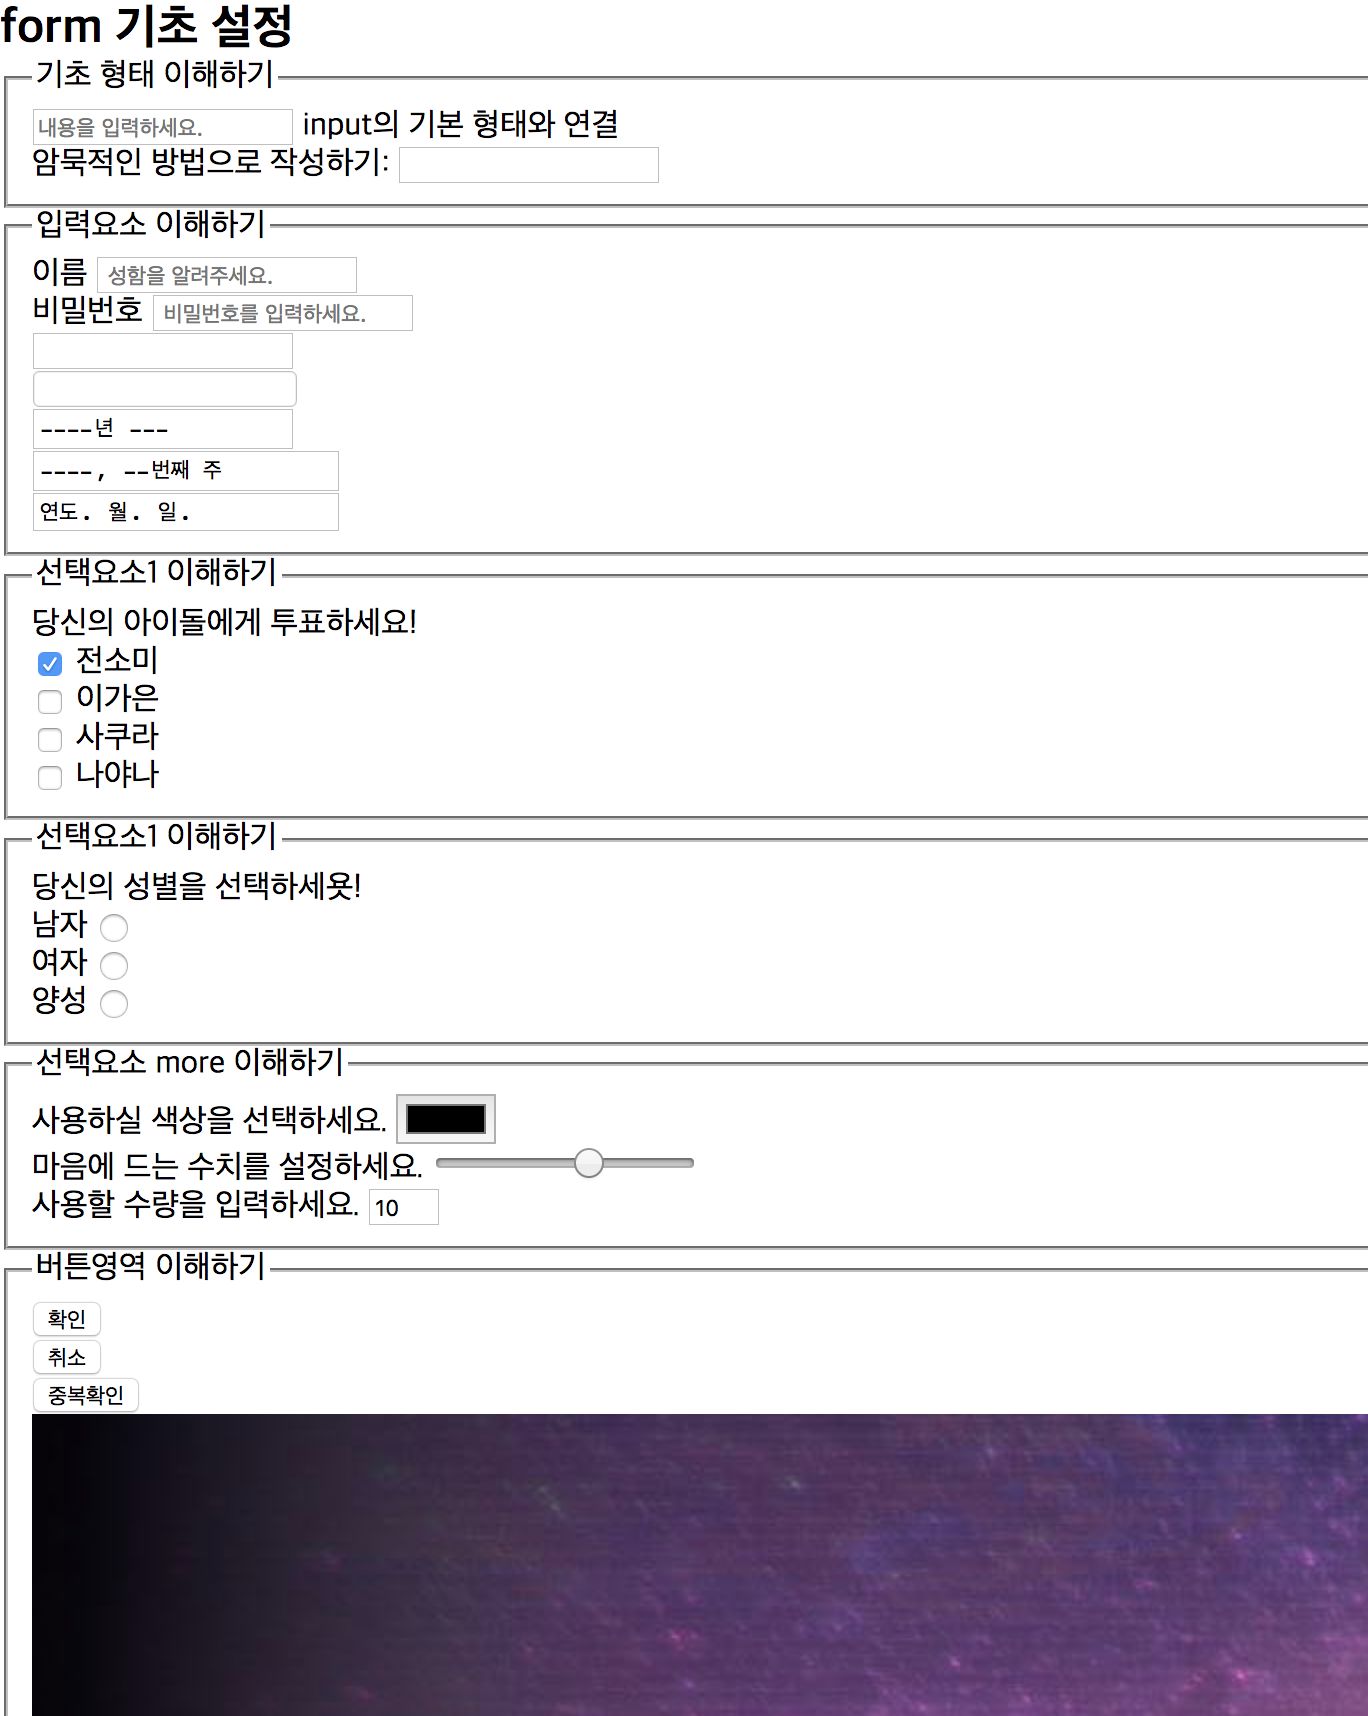 form 기초 설정
기초 형태 이해하기
내용을 입력하세요. input의 기본 형태와 연결
암묵적인 방법으로 작성하기:
입력요소 이해하기
이름 성함을 알려주세요.
비밀번호 비밀번호를 입력하세요.
----년 ---
----, --번째 주
연도. 월. 일.
선택요소1 이해하기
당신의 아이돌에게 투표하세요!
전소미
이가은
사쿠라
나야나
선택요소1 이해하기
당신의 성별을 선택하세욧!
남자
여자
양성
선택요소 more 이해하기
사용하실 색상을 선택하세요.
마음에 드는 수치를 설정하세요.
사용할 수량을 입력하세요. 10
버튼영역 이해하기
확인
취소
중복확인